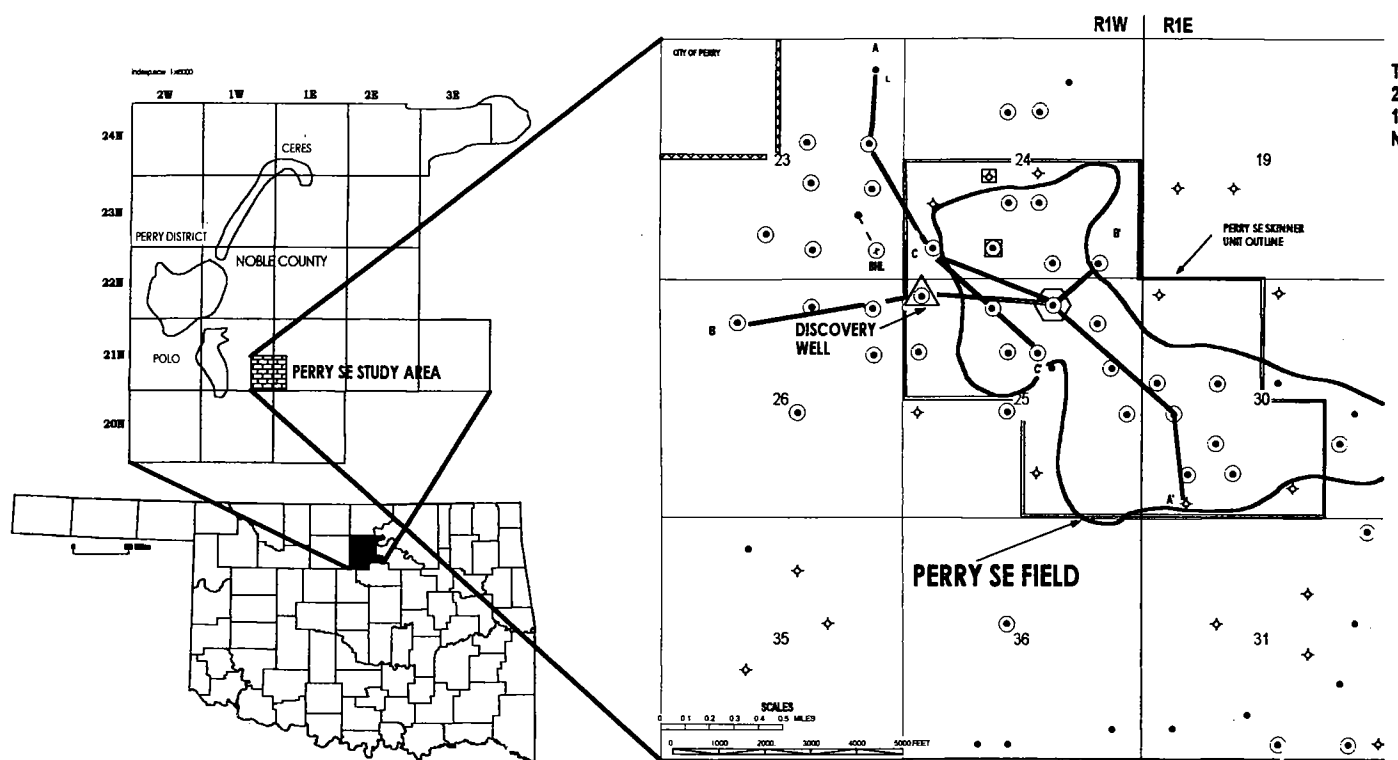 R1W
R1E
CITY OF PERRY
A
L
2W
1W
1E
2E
3E
24N
23N
22N
21N
20N
CERES
PERRY DISTRICT
NOBLE COUNTY
POLO
PERRY SE STUDY AREA
23
24
19
PERRY SE SKINNER
UNIT OUTLINE
B'
C
BHL
B
DISCOVERY
WELL
C'
26
25
30
A'
PERRY SE FIELD
35
36
31
SCALES
0 0.1 0.2 0.3 0.4 0.5 MILES
0 1000 2000 3000 4000 5000 FEET
T
2
1
N